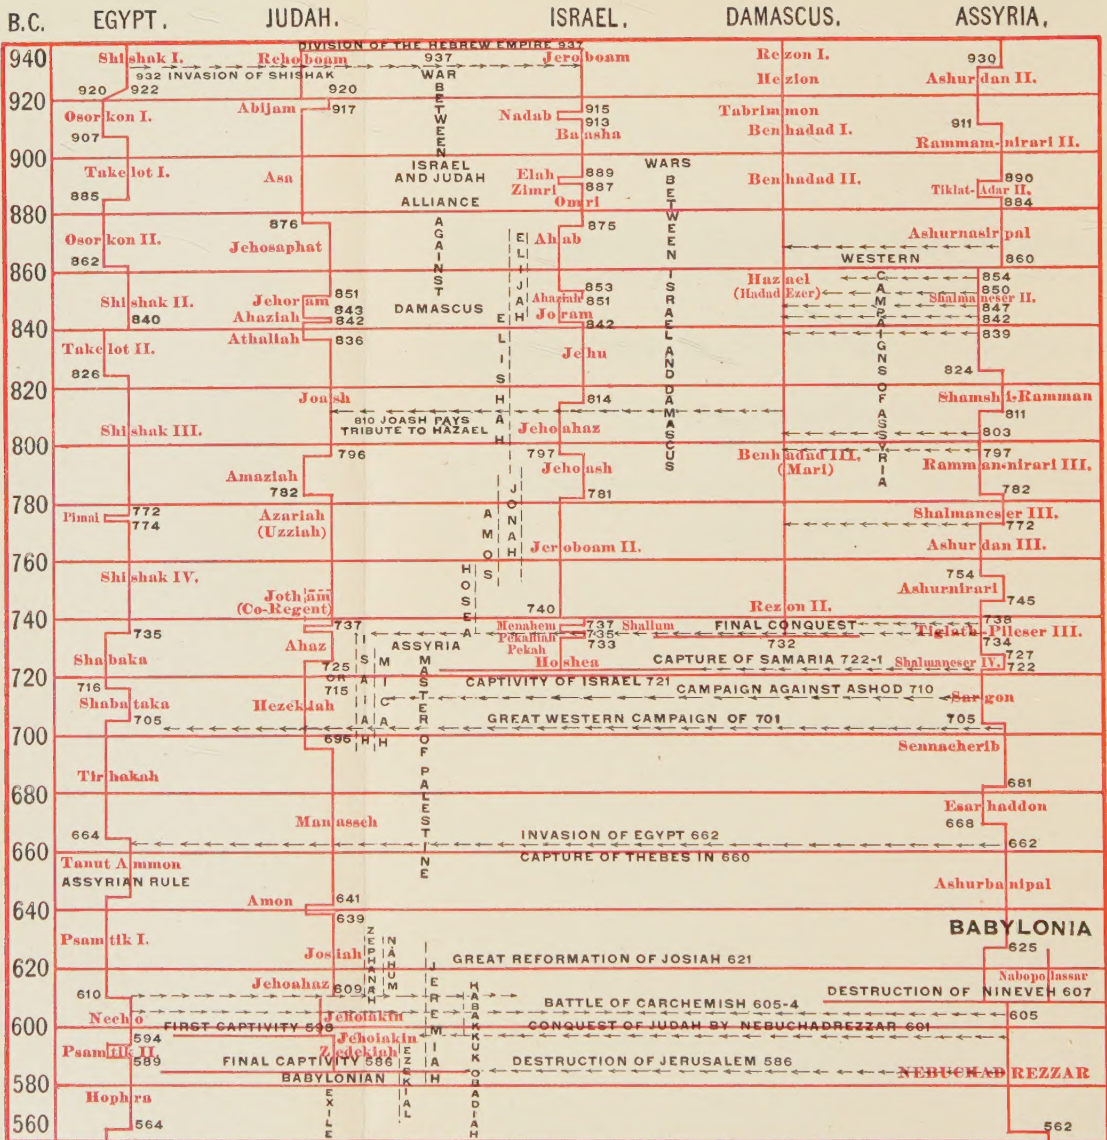 B.C. EGYPT. JUDAH. ISRAEL. DAMASCUS. ASSYRIA.
DIVISION OF THE HEBREW EMPIRE 937
940 Shishak I. Rehoboam 937 Jeroboam Rezon I. 930
932 INVASION OF SHISHAK WAR BETWEEN ISRAEL AND JUDAH Hezion Ashurdan II.
920 922 920
920 Osorkon I. Abijam 917 Nadab 915 Tabrimmon
913 Baasha Benhadad I. 911
907 Rammam-nirari II.
900 WARS BETWEEN ISRAEL AND DAMASCUS
Takelot I. Asa Elah 889 Benhadad II. 890
Zimri 887 Tiklat-Adar II.
885 ALLIANCE AGAINST DAMASCUS Omri 884
880 876 875
Osorkon II. Jehosaphat ELIJAH Ahab Ashurnasirpal
862 WESTERN CAMPAIGNS OF ASSYRIA 860
860 Hazael 854
Shishak II. Jehoram 851 853 (Hadad Ezer) 850
843 Ahaziah 851 Shalmaneser II.
Ahaziah 842 Joram 847
840 ELISHAH 842 842
840 Athaliah 836 839
Takelot II. Jehu
826 824
820 Joash 814 Shamshi-Ramman
810 JOASH PAYS 811
Shishak III. TRIBUTE TO HAZAEL Jehoahaz 803
800 796 797 Benhadad III. 797
Amaziah Jehoash (Mari) Ramman-nirari III.
782 781 782
780 Pimai 772 Azariah AMOS JONAH Shalmaneser III.
774 (Uzziah) 772
Jeroboam II. Ashurdan III.
760 HOSEA
Shishak IV. 754
Jotham Ashurnirari
(Co-Regent) 740 Rezon II. 745
740 737 Menahem 737 Shallum FINAL CONQUEST 738
735 Pekahiah 735 732 Tiglath-Pileser III.
Ahaz ISAIAH MICAH ASSYRIA MASTER OF PALESTINE Pekah 733 734
Shabaka 725 Hoshea CAPTURE OF SAMARIA 722-1 727
OR Shalmaneser IV. 722
720 715 CAPTIVITY OF ISRAEL 721
716 CAMPAIGN AGAINST ASHOD 710
Shabataka Hezekiah Sargon
705 GREAT WESTERN CAMPAIGN OF 701 705
700 696 Sennacherib
Tirhakah
680 681
Manasseh Esarhaddon
664 INVASION OF EGYPT 662 668
662
660 CAPTURE OF THEBES IN 660
Tanut Ammon
ASSYRIAN RULE Ashurbanipal
640 Amon 641
639 BABYLONIA
Psamtik I. ZEPHANAH NAHUM 625
Josiah JEREMIAH GREAT REFORMATION OF JOSIAH 621
620 Nabopollassar
Jehoahaz 609 HABAKKUK OBADIAH DESTRUCTION OF NINEVEH 607
610 BATTLE OF CARCHEMISH 605-4
Necho Jehoiakin 605
600 FIRST CAPTIVITY 598 CONQUEST OF JUDAH BY NEBUCHADREZZAR 601
594 Jehoiakin
Psamtik II. Zedekiah EZEKIAL
589 FINAL CAPTIVITY 586 DESTRUCTION OF JERUSALEM 586
580 BABYLONIAN EXILE NEBUCHADREZZAR
Hophra
560 564 562